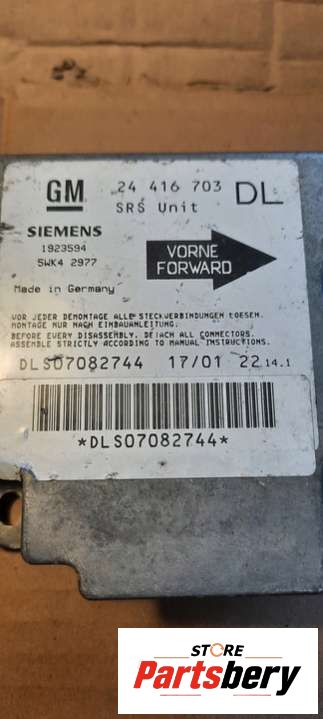 GM 24 416 703 DL
SRS Unit
SIEMENS
1923594
5WK4 2977
VORNE
FORWARD
Made in Germany
VOR JEDER DEMONTAGE ALLE STECKVERBINDUNGEN LOESEN.
MONTAGE NUR NACH EINBAUANLEITUNG.
BEFORE EVERY DISASSEMBLY, DETACH ALL CONNECTORS.
ASSEMBLE STRICTLY ACCORDING TO MANUAL INSTRUCTIONS.
DLS07082744 17/01 22 14.1
*DLS07082744*
STORE
Partsbery